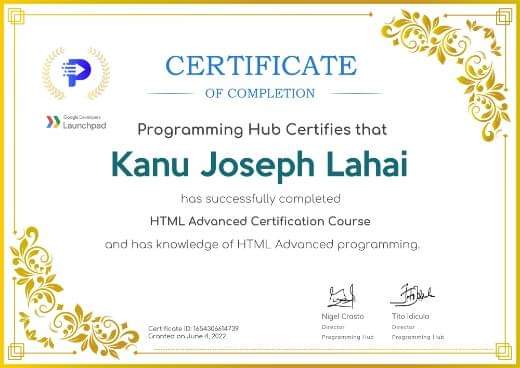 CERTIFICATE
OF COMPLETION
Google Developers
Launchpad
Programming Hub Certifies that
Kanu Joseph Lahai
has successfully completed
HTML Advanced Certification Course
and has knowledge of HTML Advanced programming.
Certificate ID: 1654306614739
Granted on June 4, 2022
Nigel Crasto
Director
Programming Hub
Tito Idicula
Director
Programming Hub